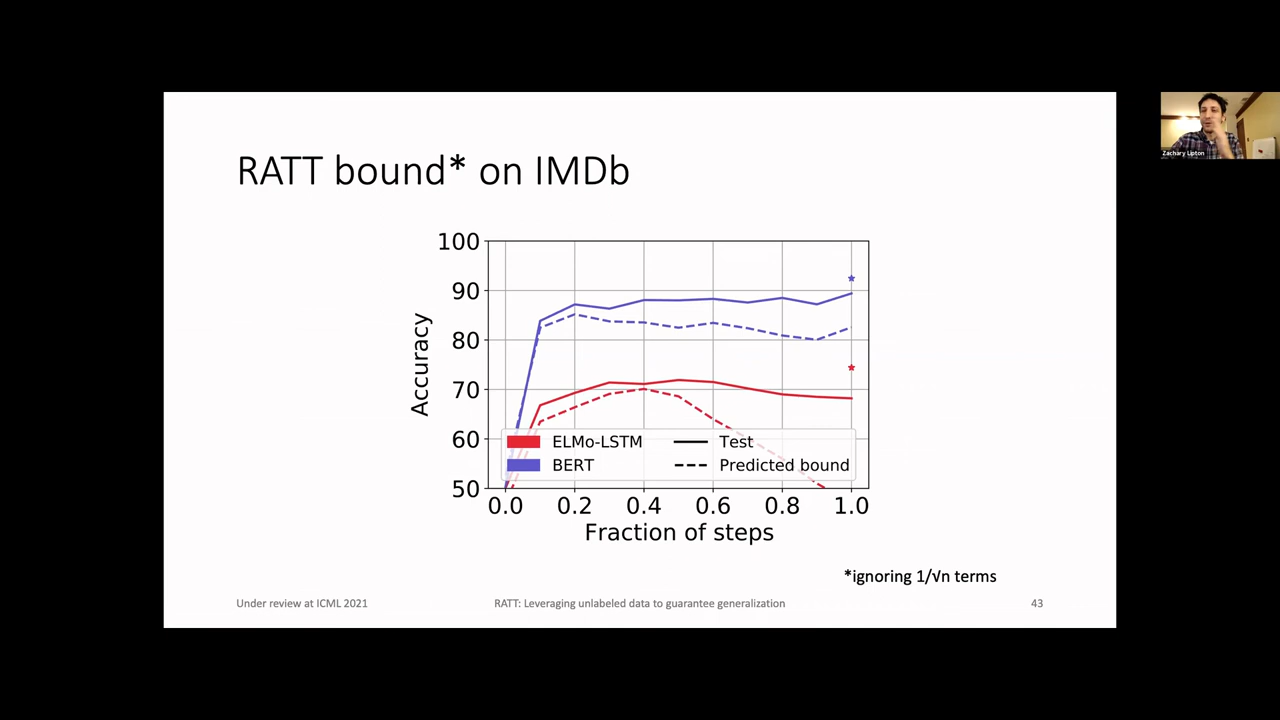 RATT bound* on IMDb
Zachary Lipton
100
90
80
70
60
50
Accuracy
ELMo-LSTM
BERT
Test
Predicted bound
0.0 0.2 0.4 0.6 0.8 1.0
Fraction of steps
*ignoring 1/√n terms
Under review at ICML 2021
RATT: Leveraging unlabeled data to guarantee generalization
43